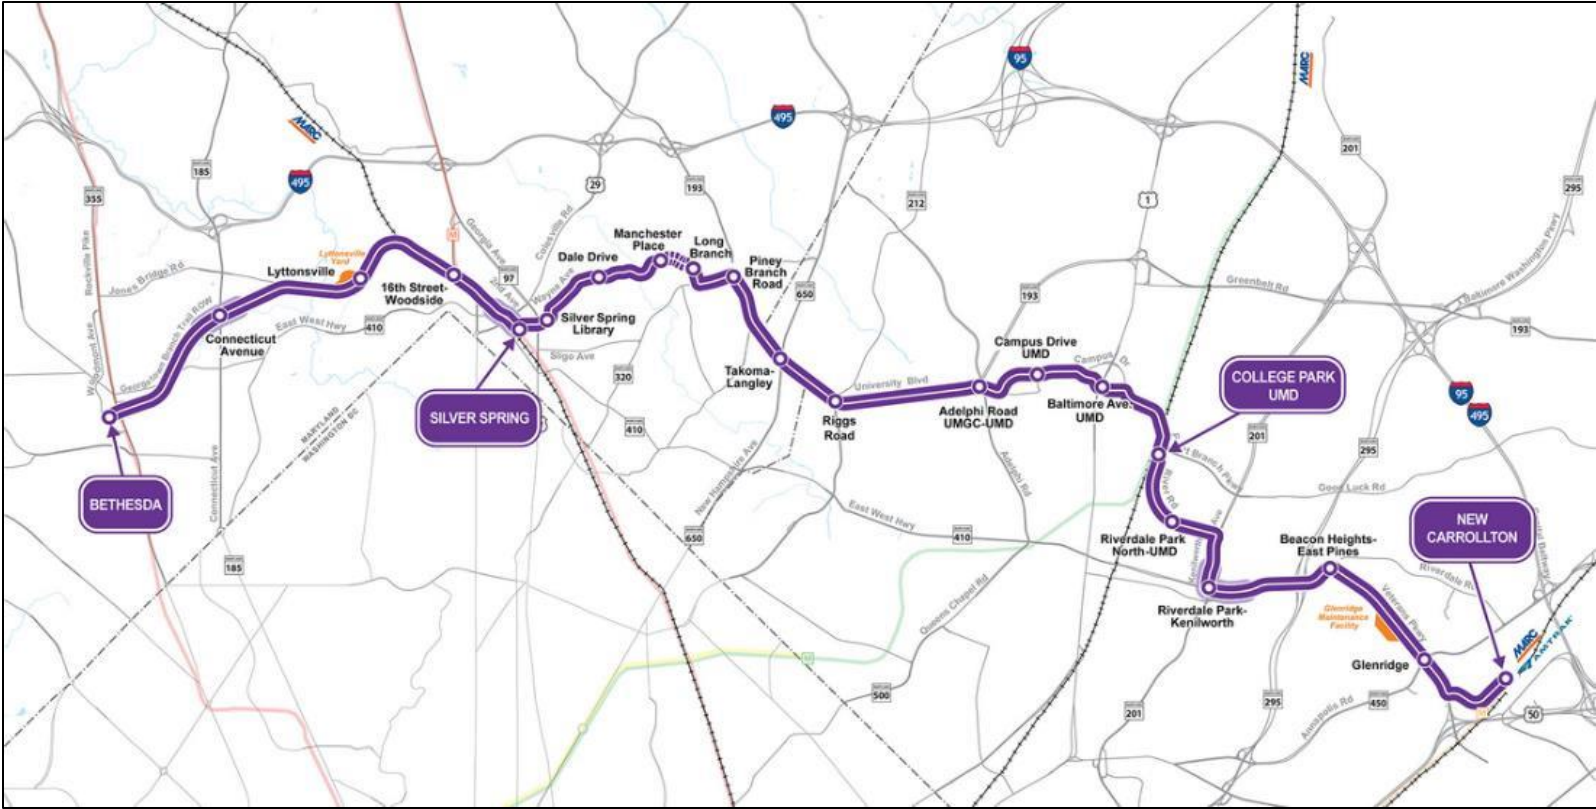 95
MARC
MARC
495
201
185
495
355
29
193
295
212
1
Manchester
Place
Long
Branch
Georgia Ave
Colesville Rd
Rockville Pike
Lyttonsville
Yard
Lyttonsville
Dale Drive
Piney
Branch
Road
Jones Bridge Rd
97
2nd Ave
Wayne Ave
16th Street-
Woodside
650
193
Greenbelt Rd
Baltimore Washington Pkwy
193
Georgetown Branch Trail ROW
Connecticut
Avenue
East West Hwy
410
Silver Spring
Library
Sligo Ave
320
Woodmont Ave
Takoma-
Langley
Campus Drive
UMD
Campus Dr
University Blvd
COLLEGE PARK
UMD
SILVER SPRING
MARYLAND
WASHINGTON DC
410
Riggs
Road
Adelphi Road
UMGC-UMD
Baltimore Ave.
UMD
95
495
201
295
Connecticut Ave
New Hampshire Ave
Adelphi Rd
River Rd
Good Luck Rd
BETHESDA
East West Hwy
410
650
185
Riverdale Park
North-UMD
Beacon Heights-
East Pines
NEW
CARROLLTON
Queens Chapel Rd
Riverdale Park-
Kenilworth
Glenridge
Maintenance
Facility
Veterans Pkwy
Glenridge
MARC
AMTRAK
500
201
295
Annapolis Rd
450
50